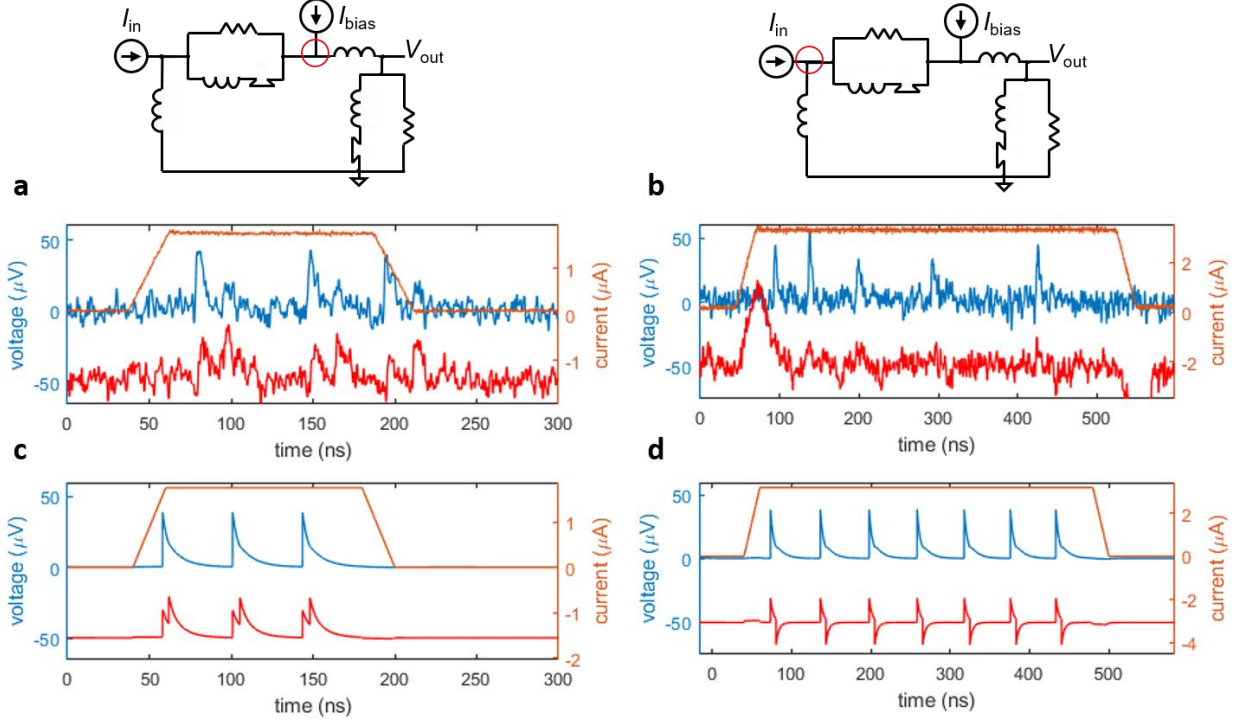 I_in
I_bias
V_out
I_in
I_bias
V_out
a
b
voltage (μV)
50
0
-50
1
0
-1
current (μA)
0 50 100 150 200 250 300
time (ns)
voltage (μV)
50
0
-50
2
0
-2
current (μA)
0 100 200 300 400 500
time (ns)
c
d
voltage (μV)
50
0
-50
1
0
-1
-2
current (μA)
0 50 100 150 200 250 300
time (ns)
voltage (μV)
50
0
-50
2
0
-2
-4
current (μA)
0 100 200 300 400 500
time (ns)